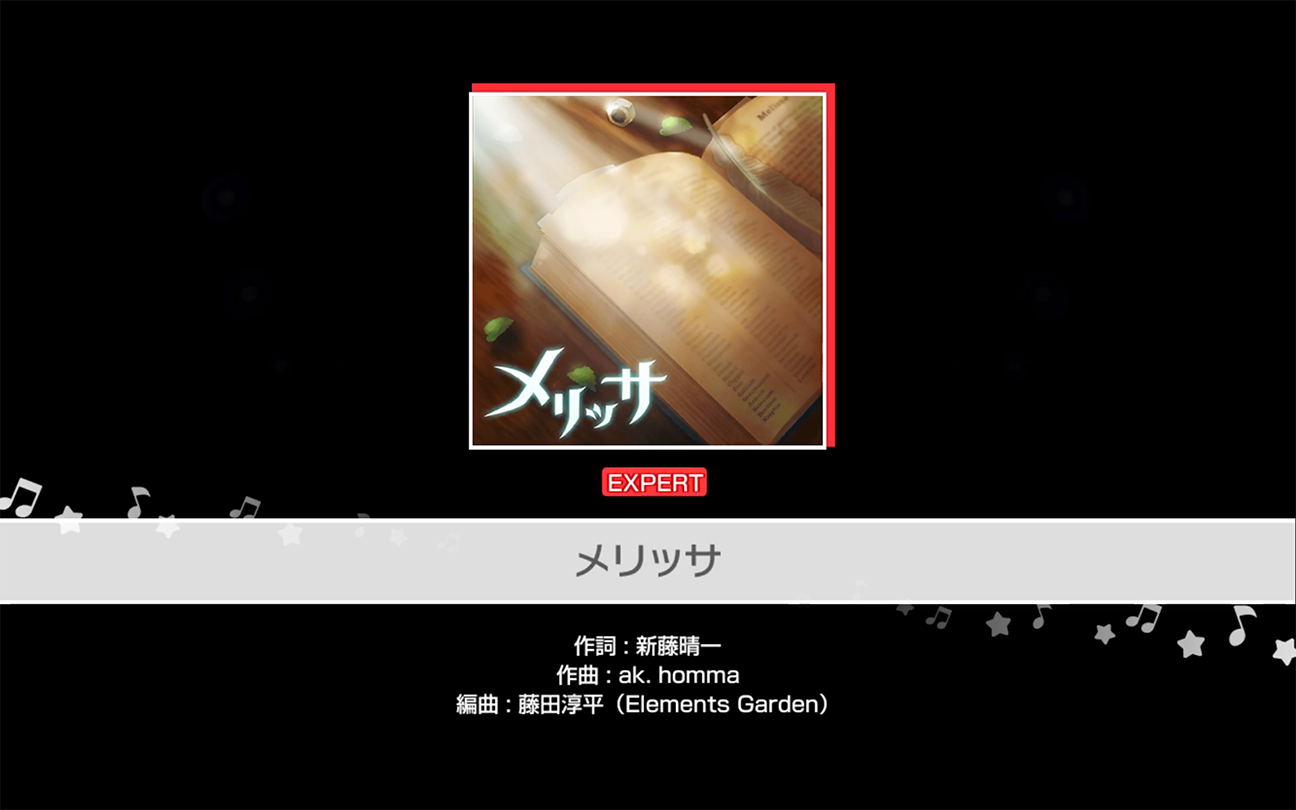 Melissa
メリッサ
EXPERT
メリッサ
作詞 : 新藤晴一
作曲 : ak. homma
編曲 : 藤田淳平（Elements Garden）